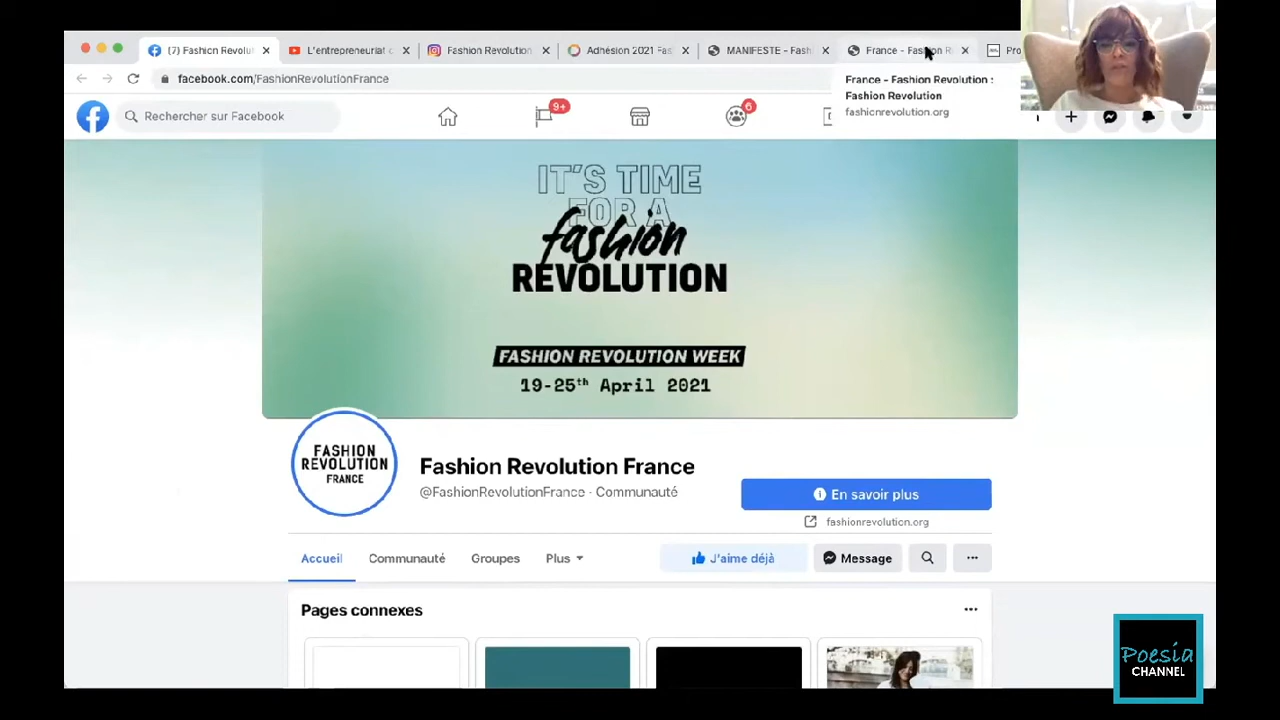 (7) Fashion Revolut
L'entrepreneuriat
Fashion Revolution
Adhésion 2021 Fas
MANIFESTE - Fash
France - Fashion R
Pro
facebook.com/FashionRevolutionFrance
France - Fashion Revolution :
Fashion Revolution
fashionrevolution.org
Rechercher sur Facebook
9+
6
IT'S TIME
FOR A
fashion
REVOLUTION
FASHION REVOLUTION WEEK
19-25th April 2021
FASHION
REVOLUTION
FRANCE
Fashion Revolution France
@FashionRevolutionFrance · Communauté
En savoir plus
fashionrevolution.org
Accueil
Communauté
Groupes
Plus
J'aime déjà
Message
Pages connexes
Poesia
CHANNEL